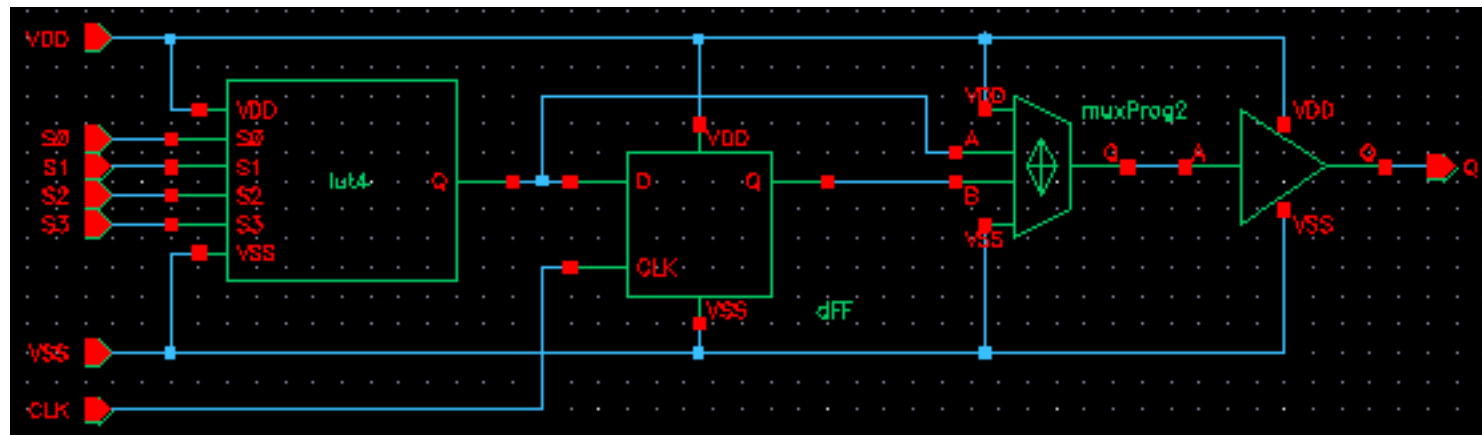 VDD
S0
S1
S2
S3
VSS
CLK
VDD
S0
S1
S2
S3
VSS
lut4
Q
VDD
D
Q
CLK
VSS
dFF
VDD
A
B
VSS
muxProg2
Q
A
VDD
Q
VSS
Q